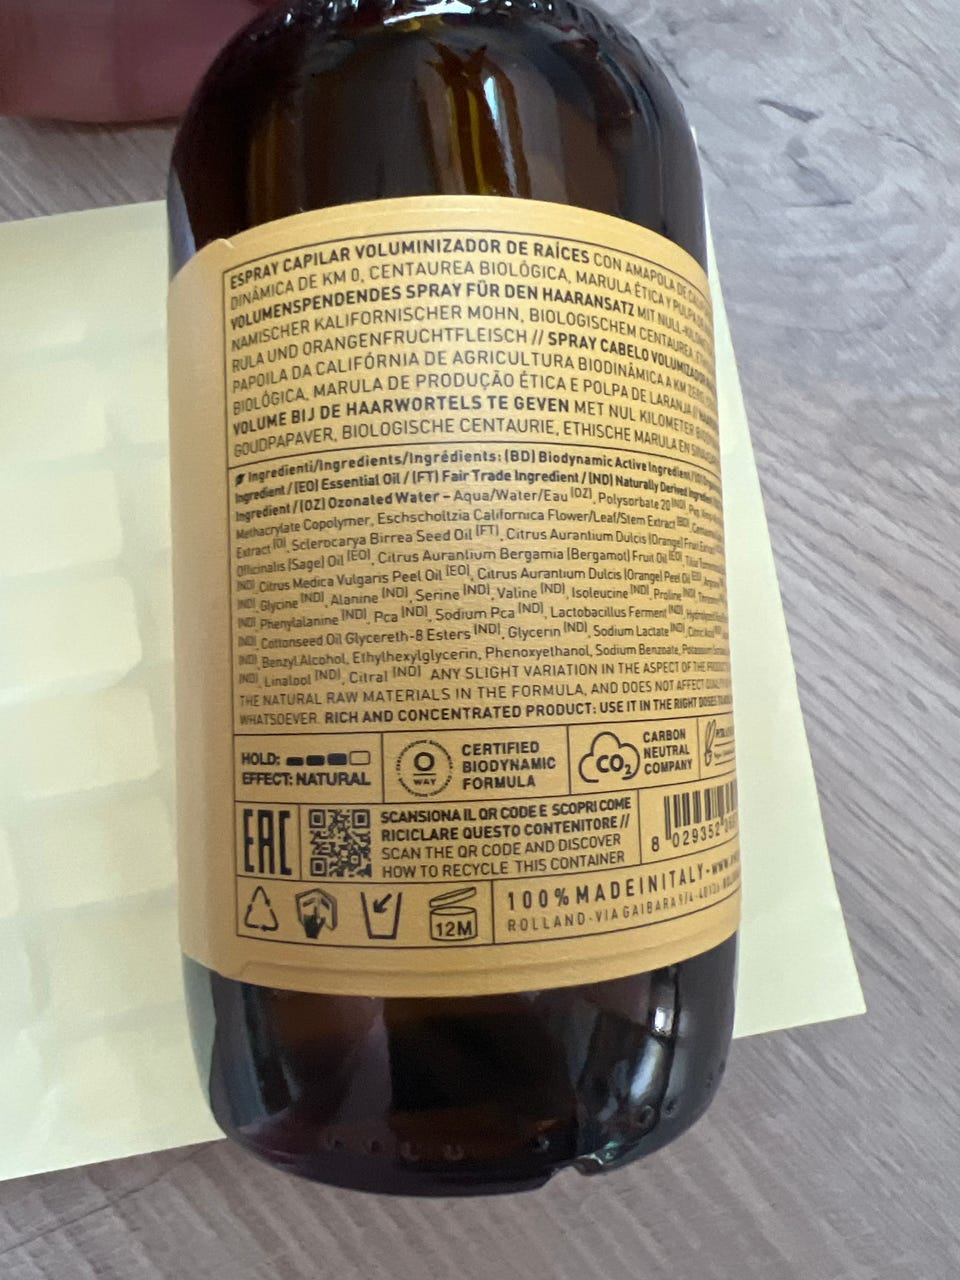 ESPRAY CAPILAR VOLUMINIZADOR DE RAÍCES CON AMAPOLA DE
DINÁMICA DE KM 0, CENTAUREA BIOLÓGICA, MARULA ÉTICA Y PULPA DE
VOLUMENSPENDENDES SPRAY FÜR DEN HAARANSATZ MIT
NAMISCHER KALIFORNISCHER MOHN, BIOLOGISCHEM CENTAUREA,
RULA UND ORANGENFRUCHTFLEISCH // SPRAY CABELO VOLUMIZADOR
PAPOILA DA CALIFÓRNIA DE AGRICULTURA BIODINÂMICA A KM ZERO,
BIOLÓGICA, MARULA DE PRODUÇÃO ÉTICA E POLPA DE LARANJA //
VOLUME BIJ DE HAARWORTELS TE GEVEN MET NUL KILOMETER
GOUDPAPAVER, BIOLOGISCHE CENTAURIE, ETHISCHE MARULA EN
Ingredienti/Ingredients/Ingrédients: (BD) Biodynamic Active Ingredient /
Ingredient / (EO) Essential Oil / (FT) Fair Trade Ingredient / (ND) Naturally Derived
Ingredient / (OZ) Ozonated Water – Aqua/Water/Eau (OZ), Polysorbate 20 (ND),
Methacrylate Copolymer, Eschscholtzia Californica Flower/Leaf/Stem Extract (BD),
Extract (O), Sclerocarya Birrea Seed Oil (FT), Citrus Aurantium Dulcis (Orange) Fruit
Officinalis (Sage) Oil (EO), Citrus Aurantium Bergamia (Bergamot) Fruit Oil (EO),
(ND), Citrus Medica Vulgaris Peel Oil (EO), Citrus Aurantium Dulcis (Orange) Peel Oil (EO),
(ND), Glycine (ND), Alanine (ND), Serine (ND), Valine (ND), Isoleucine (ND), Proline (ND),
(ND), Phenylalanine (ND), Pca (ND), Sodium Pca (ND), Lactobacillus Ferment (ND),
(ND), Cottonseed Oil Glycereth-8 Esters (ND), Glycerin (ND), Sodium Lactate (ND),
(ND), Benzyl Alcohol, Ethylhexylglycerin, Phenoxyethanol, Sodium Benzoate,
(ND), Linalool (ND), Citral (ND) ANY SLIGHT VARIATION IN THE ASPECT OF THE
THE NATURAL RAW MATERIALS IN THE FORMULA, AND DOES NOT AFFECT
WHATSOEVER. RICH AND CONCENTRATED PRODUCT: USE IT IN THE RIGHT DOSES
HOLD:
EFFECT: NATURAL
O WAY
CERTIFIED
BIODYNAMIC
FORMULA
CO2
CARBON
NEUTRAL
COMPANY
EAC
SCANSIONA IL QR CODE E SCOPRI COME
RICICLARE QUESTO CONTENITORE //
SCAN THE QR CODE AND DISCOVER
HOW TO RECYCLE THIS CONTAINER
8 029352
12M
100% MADEINITALY - www.
ROLLAND - VIA GAIBARA 9/A - 40136